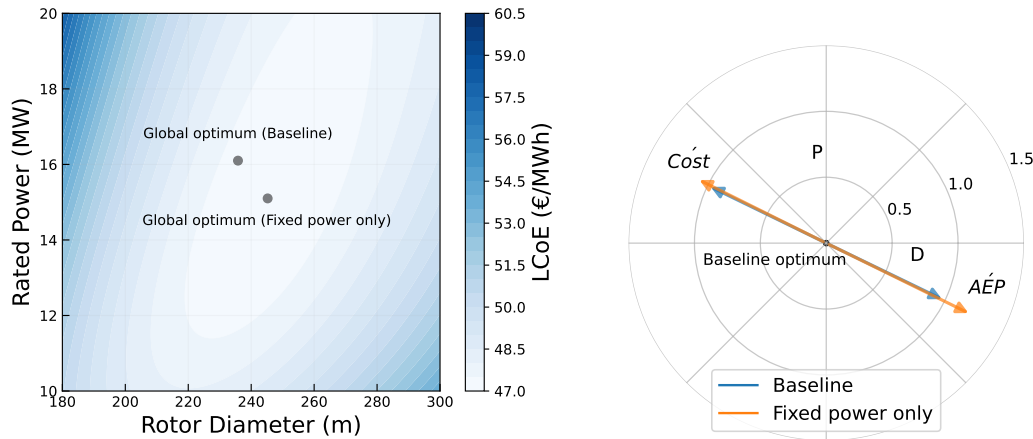 20
18
16
14
12
10
Rated Power (MW)
Global optimum (Baseline)
Global optimum (Fixed power only)
180 200 220 240 260 280 300
Rotor Diameter (m)
60.5
59.0
57.5
56.0
54.5
53.0
51.5
50.0
48.5
47.0
LCoE (€/MWh)
P
Cóst
1.5
1.0
0.5
D
Baseline optimum
AÉP
Baseline
Fixed power only